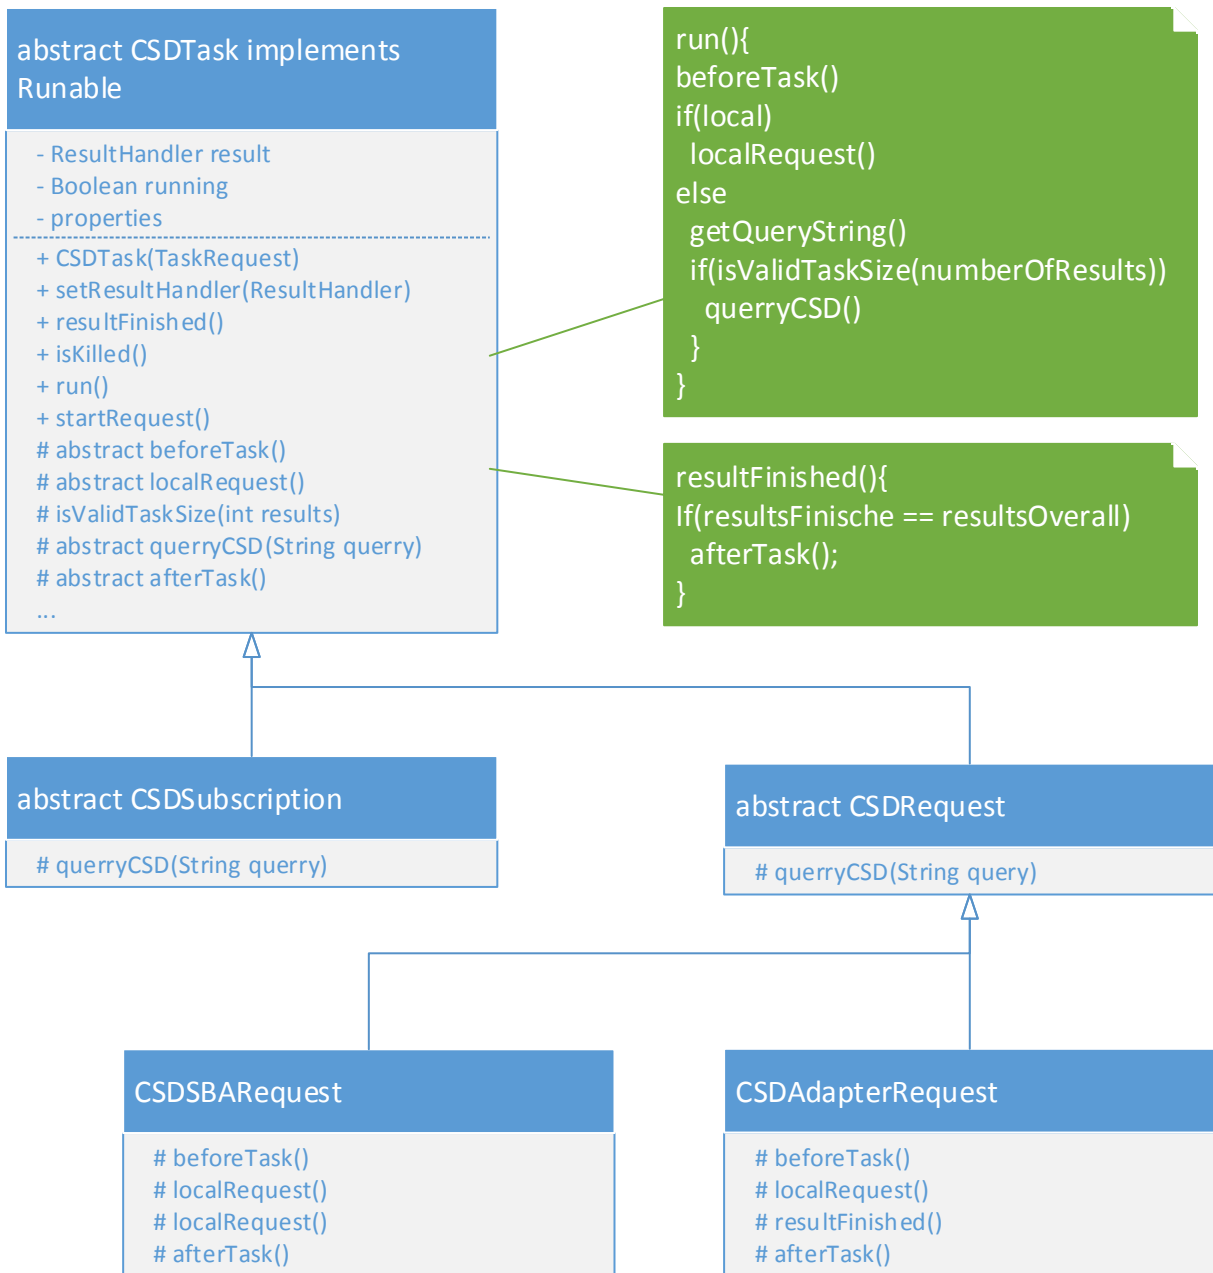 abstract CSDTask implements
Runable
- ResultHandler result
- Boolean running
- properties
+ CSDTask(TaskRequest)
+ setResultHandler(ResultHandler)
+ resultFinished()
+ isKilled()
+ run()
+ startRequest()
# abstract beforeTask()
# abstract localRequest()
# isValidTaskSize(int results)
# abstract querryCSD(String querry)
# abstract afterTask()
...
run(){
beforeTask()
if(local)
localRequest()
else
getQueryString()
if(isValidTaskSize(numberOfResults))
querryCSD()
}
}
resultFinished(){
If(resultsFinische == resultsOverall)
afterTask();
}
abstract CSDSubscription
# querryCSD(String querry)
abstract CSDRequest
# querryCSD(String query)
CSDSBARequest
# beforeTask()
# localRequest()
# localRequest()
# afterTask()
CSDAdapterRequest
# beforeTask()
# localRequest()
# resultFinished()
# afterTask()